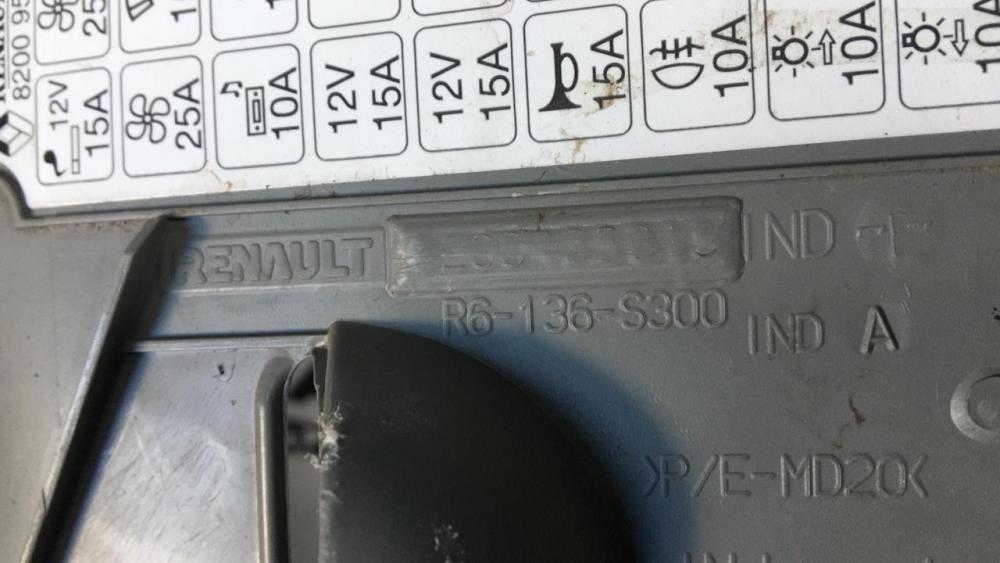 8200 95
25
12V 15A
25A
10A
12V 15A
12V 15A
15A
10A
10A
10A
RENAULT
IND
R6-136-S300
IND A
>P/E-MD20<